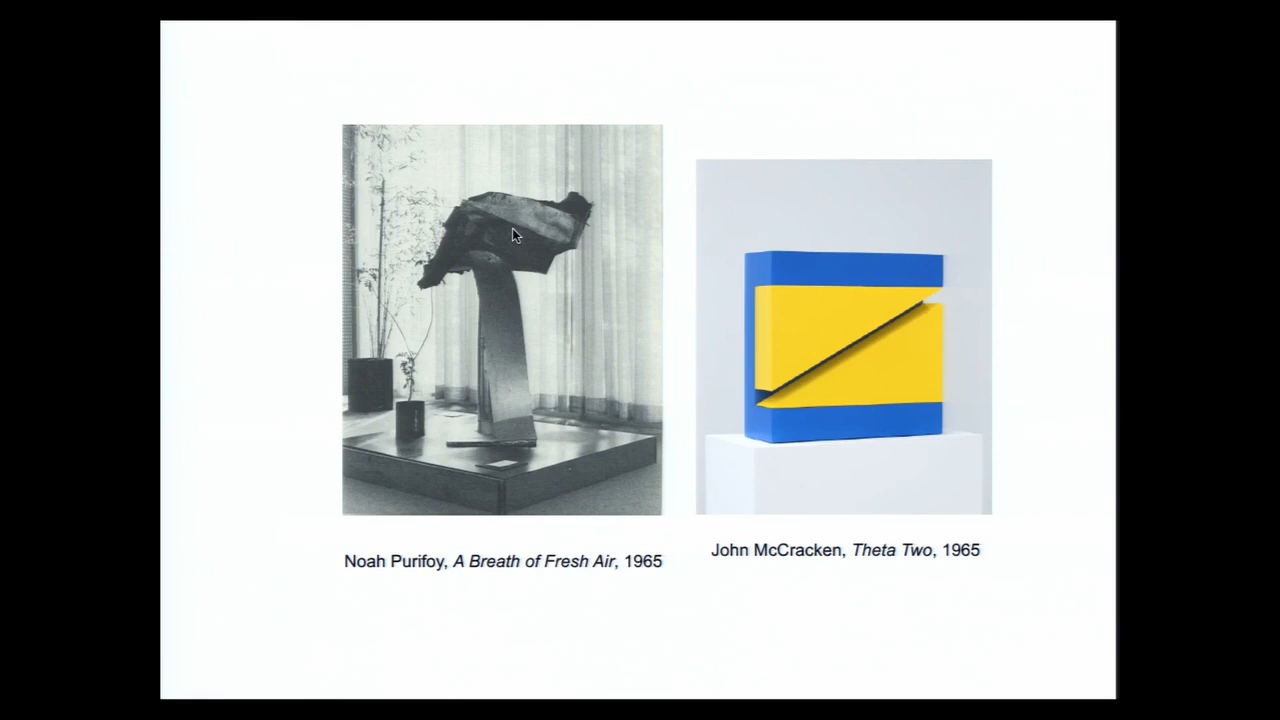 Noah Purifoy, A Breath of Fresh Air, 1965
John McCracken, Theta Two, 1965